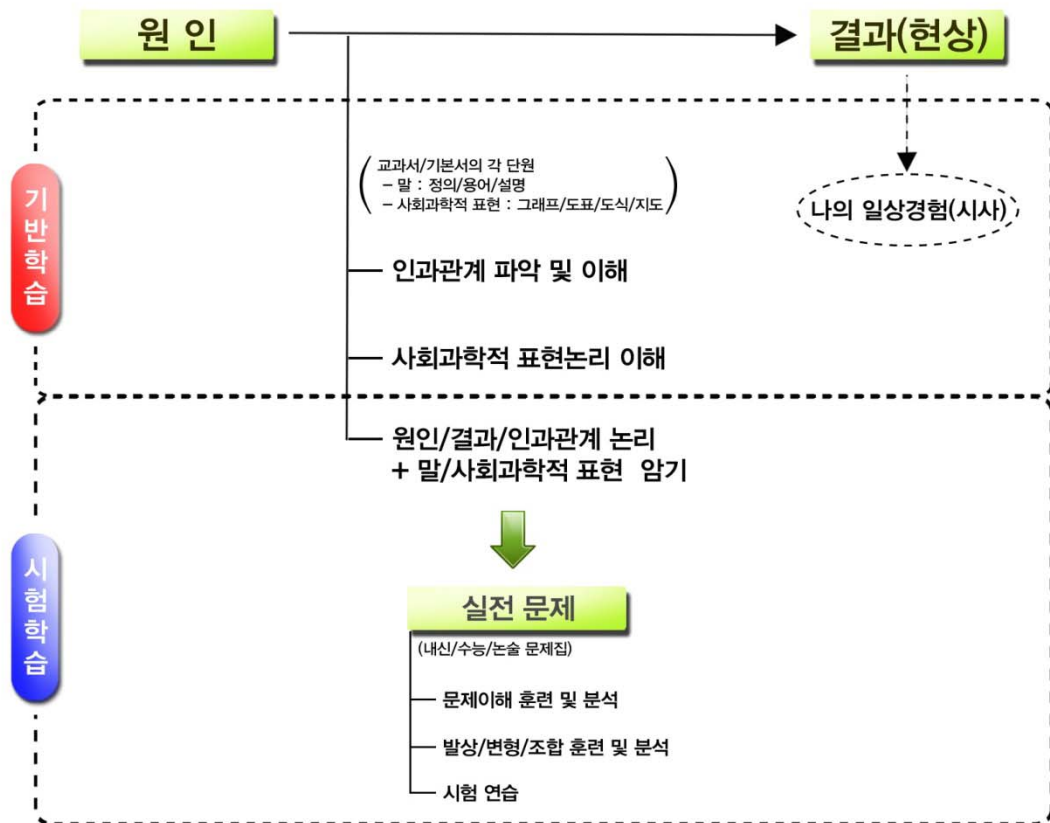 원 인
결과(현상)
교과서/기본서의 각 단원
– 말 : 정의/용어/설명
– 사회과학적 표현 : 그래프/도표/도식/지도
나의 일상경험(시사)
기반학습
인과관계 파악 및 이해
사회과학적 표현논리 이해
원인/결과/인과관계 논리
+ 말/사회과학적 표현 암기
시험학습
실전 문제
(내신/수능/논술 문제집)
문제이해 훈련 및 분석
발상/변형/조합 훈련 및 분석
시험 연습